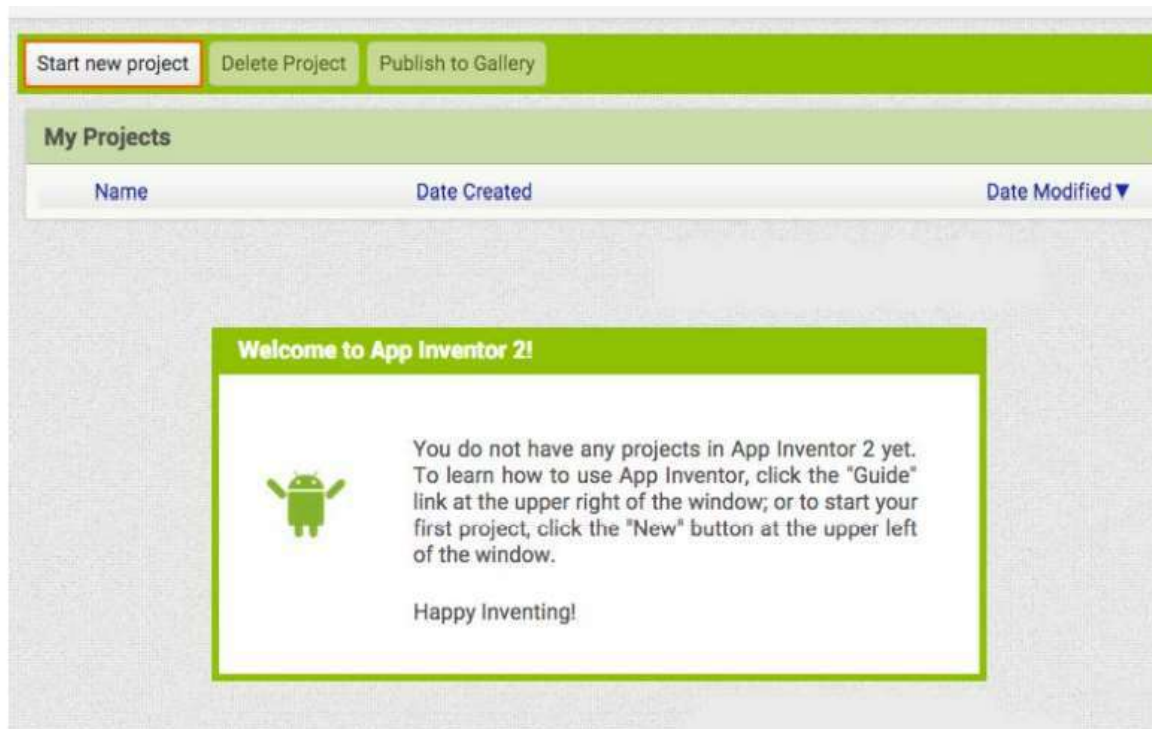 Start new project Delete Project Publish to Gallery
My Projects
Name Date Created Date Modified▼
Welcome to App Inventor 2!
You do not have any projects in App Inventor 2 yet.
To learn how to use App Inventor, click the "Guide"
link at the upper right of the window; or to start your
first project, click the "New" button at the upper left
of the window.
Happy Inventing!